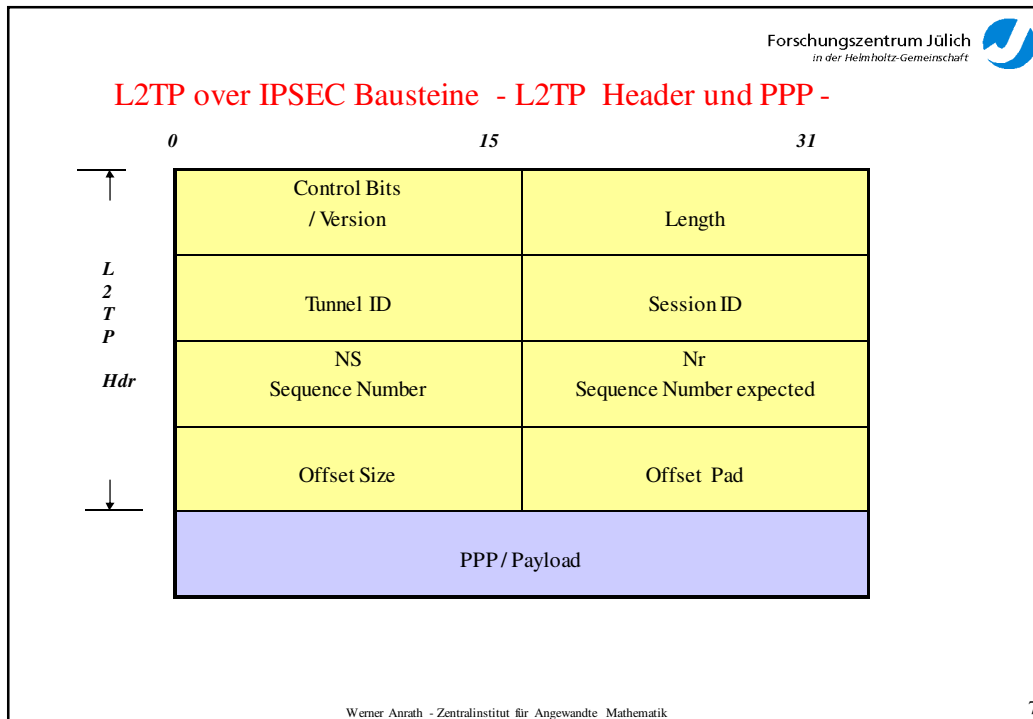 Forschungszentrum Jülich
in der Helmholtz-Gemeinschaft
L2TP over IPSEC Bausteine - L2TP Header und PPP -
0 15 31
Control Bits
/ Version
Length
L
2
T
P
Hdr
Tunnel ID
Session ID
NS
Sequence Number
Nr
Sequence Number expected
Offset Size
Offset Pad
PPP / Payload
Werner Anrath - Zentralinstitut für Angewandte Mathematik
7